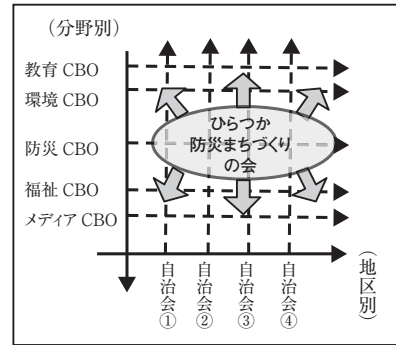 （分野別）
教育 CBO
環境 CBO
防災 CBO
福祉 CBO
メディア CBO
ひらつか
防災まちづくり
の会
自治会①
自治会②
自治会③
自治会④
（地区別）